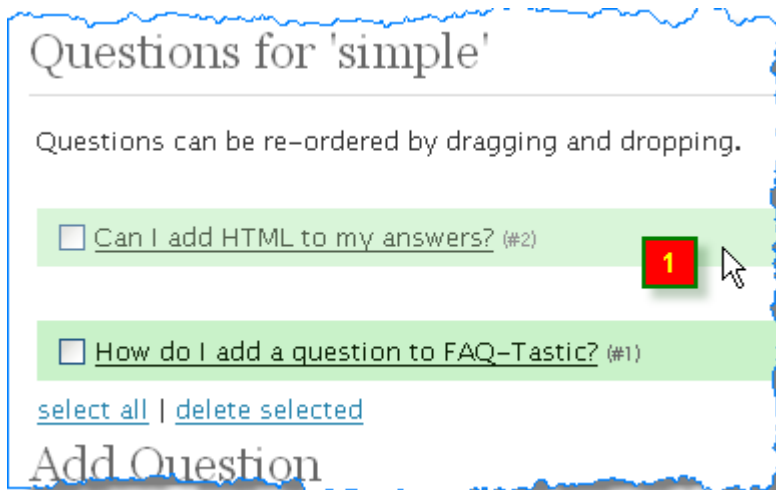 Questions for 'simple'
Questions can be re-ordered by dragging and dropping.
Can I add HTML to my answers? (#2)
1
How do I add a question to FAQ-Tastic? (#1)
select all | delete selected
Add Question